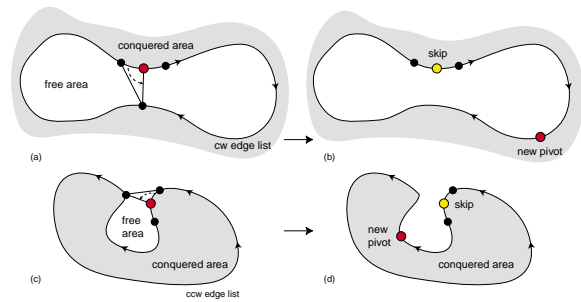 conquered area
free area
cw edge list
(a)
skip
new pivot
(b)
free
area
conquered area
(c)
ccw edge list
skip
new
pivot
conquered area
(d)